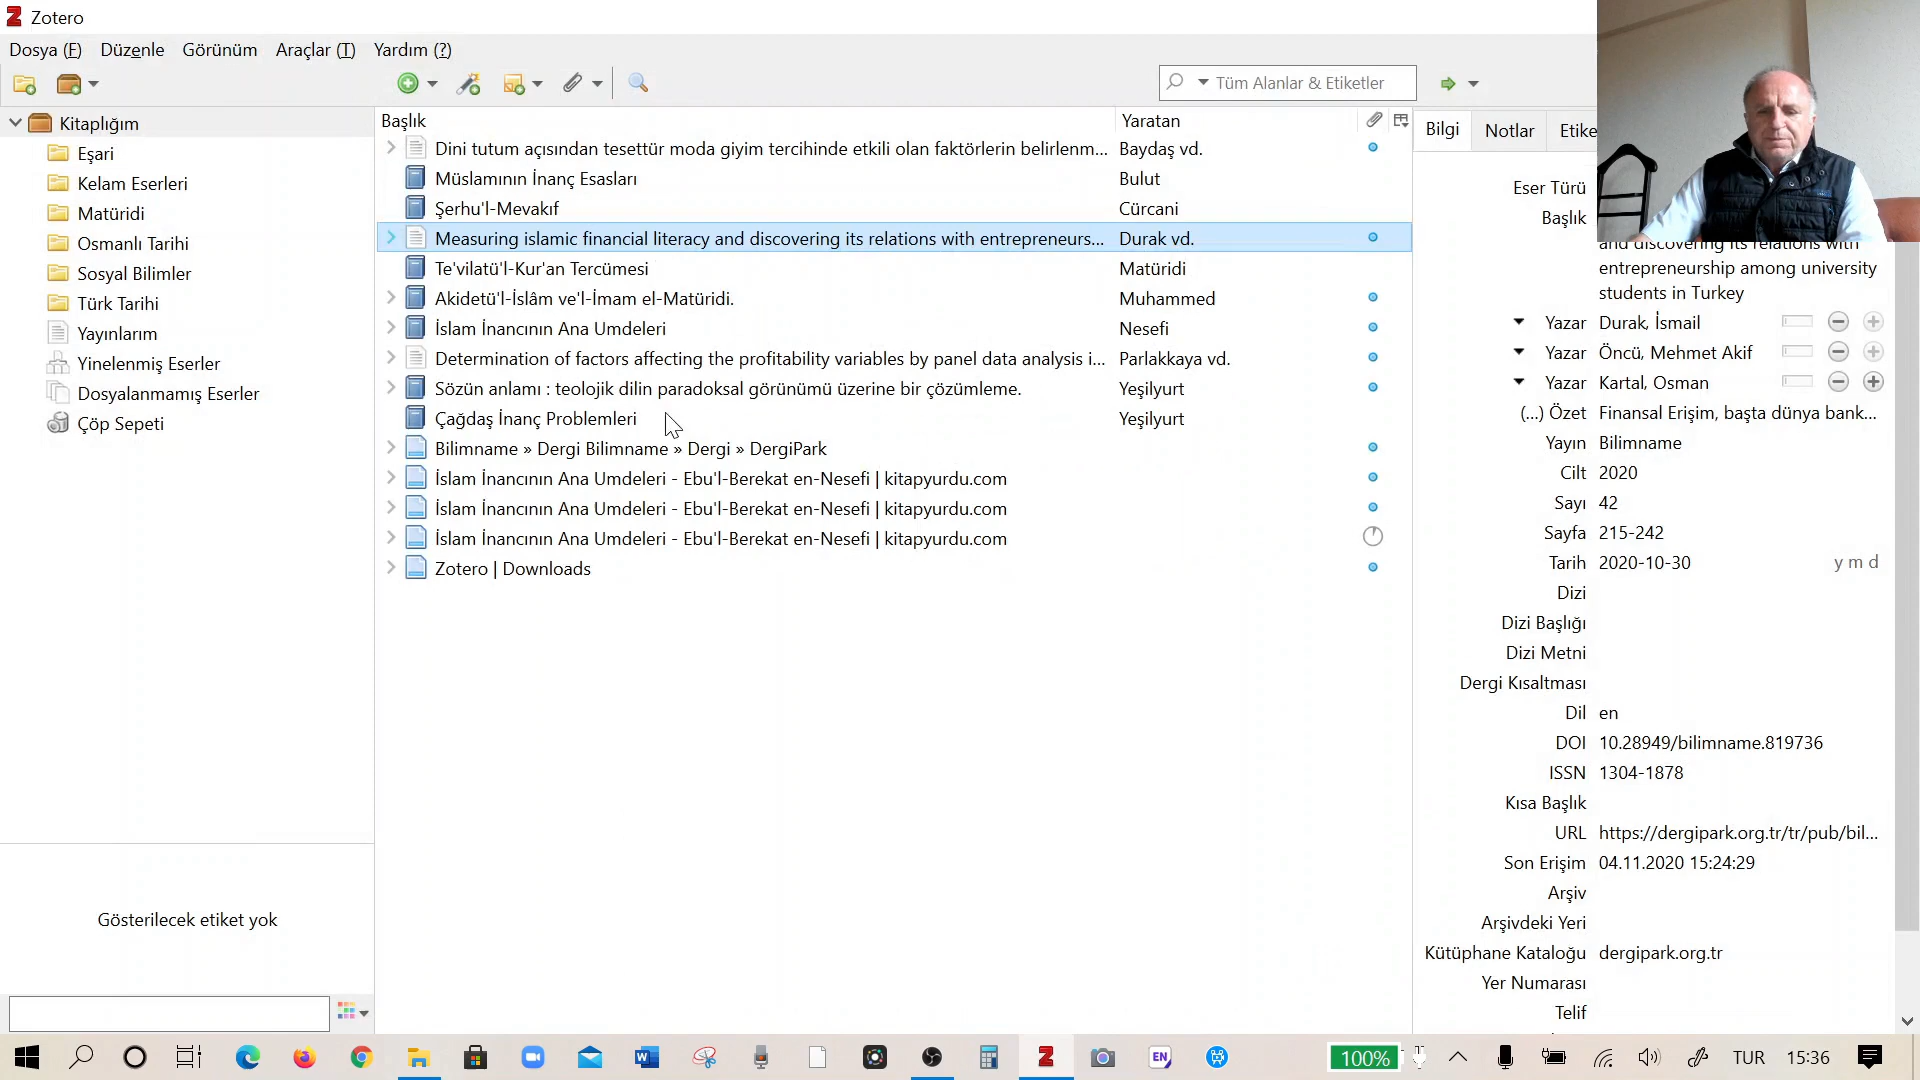 Zotero
Dosya (F) Düzenle Görünüm Araçlar (T) Yardım (?)
Tüm Alanlar & Etiketler
Kitaplığım
Eşari
Kelam Eserleri
Matüridi
Osmanlı Tarihi
Sosyal Bilimler
Türk Tarihi
Yayınlarım
Yinelenmiş Eserler
Dosyalanmamış Eserler
Çöp Sepeti
Gösterilecek etiket yok
Başlık Yaratan
Dini tutum açısından tesettür moda giyim tercihinde etkili olan faktörlerin belirlenm... Baydaş vd.
Müslamının İnanç Esasları Bulut
Şerhu'l-Mevakıf Cürcani
Measuring islamic financial literacy and discovering its relations with entrepreneurs... Durak vd.
Te'vilatü'l-Kur'an Tercümesi Matüridi
Akidetü'l-İslâm ve'l-İmam el-Matüridi. Muhammed
İslam İnancının Ana Umdeleri Nesefi
Determination of factors affecting the profitability variables by panel data analysis i... Parlakkaya vd.
Sözün anlamı : teolojik dilin paradoksal görünümü üzerine bir çözümleme. Yeşilyurt
Çağdaş İnanç Problemleri Yeşilyurt
Bilimname » Dergi Bilimname » Dergi » DergiPark
İslam İnancının Ana Umdeleri - Ebu'l-Berekat en-Nesefi | kitapyurdu.com
İslam İnancının Ana Umdeleri - Ebu'l-Berekat en-Nesefi | kitapyurdu.com
İslam İnancının Ana Umdeleri - Ebu'l-Berekat en-Nesefi | kitapyurdu.com
Zotero | Downloads
Bilgi Notlar Etike
Eser Türü
Başlık
and discovering its relations with
entrepreneurship among university
students in Turkey
Yazar Durak, İsmail
Yazar Öncü, Mehmet Akif
Yazar Kartal, Osman
(...) Özet Finansal Erişim, başta dünya bank...
Yayın Bilimname
Cilt 2020
Sayı 42
Sayfa 215-242
Tarih 2020-10-30 y m d
Dizi
Dizi Başlığı
Dizi Metni
Dergi Kısaltması
Dil en
DOI 10.28949/bilimname.819736
ISSN 1304-1878
Kısa Başlık
URL https://dergipark.org.tr/tr/pub/bil...
Son Erişim 04.11.2020 15:24:29
Arşiv
Arşivdeki Yeri
Kütüphane Kataloğu dergipark.org.tr
Yer Numarası
Telif
EN 100% TUR 15:36